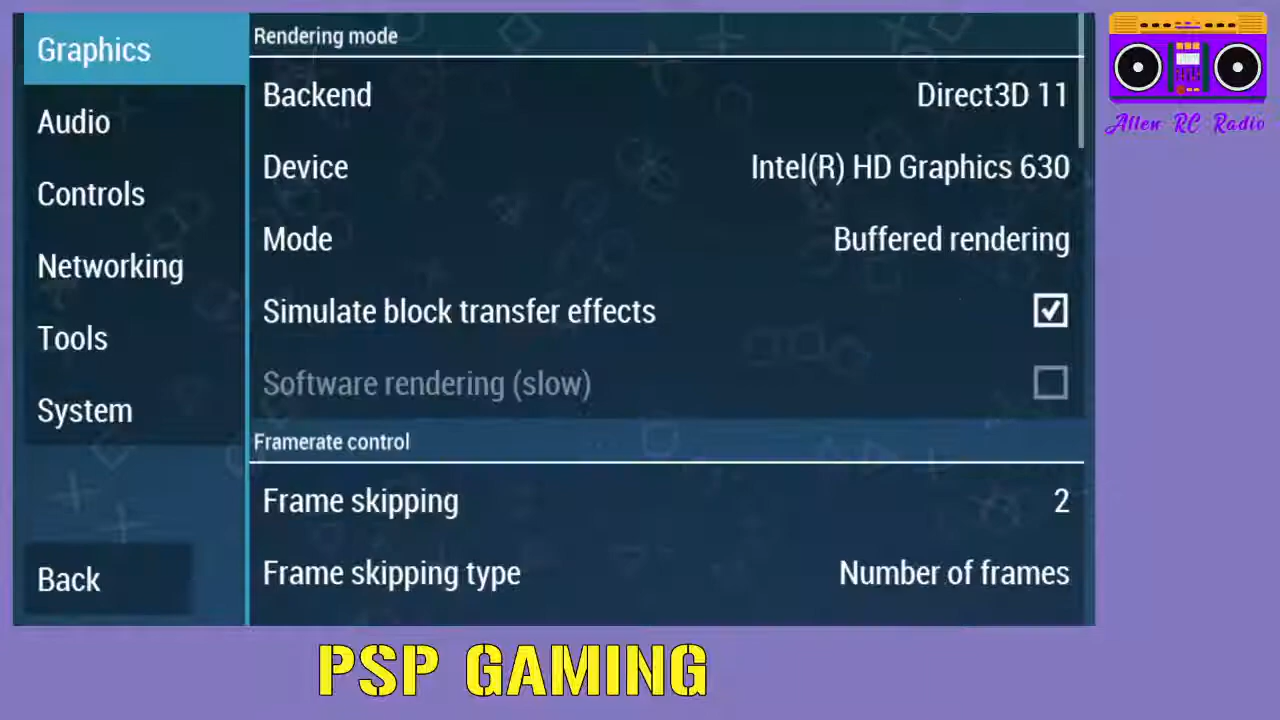 Graphics
Audio
Controls
Networking
Tools
System
Back
Rendering mode
Backend Direct3D 11
Device Intel(R) HD Graphics 630
Mode Buffered rendering
Simulate block transfer effects
Software rendering (slow)
Framerate control
Frame skipping 2
Frame skipping type Number of frames
Allen RC Radio
PSP GAMING